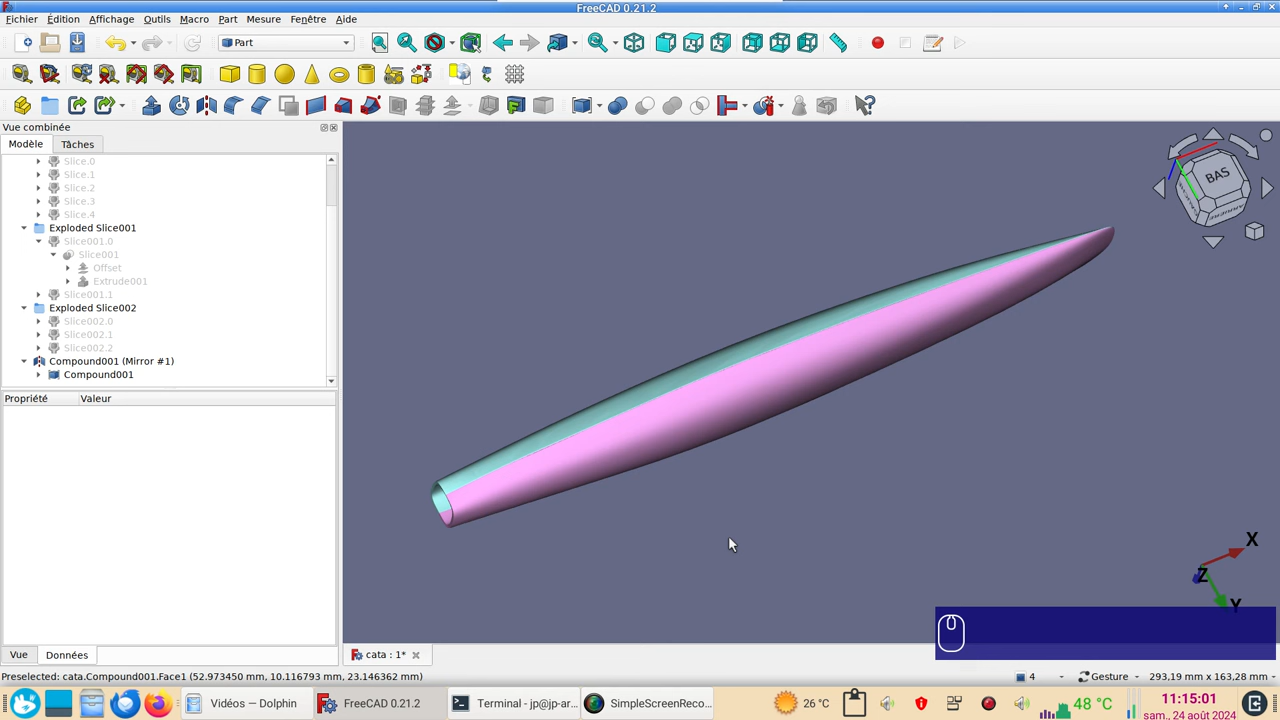 FreeCAD 0.21.2
Fichier Édition Affichage Outils Macro Part Mesure Fenêtre Aide
Part
Vue combinée
Modèle Tâches
Slice.0
Slice.1
Slice.2
Slice.3
Slice.4
Exploded Slice001
Slice001.0
Slice001
Offset
Extrude001
Slice001.1
Exploded Slice002
Slice002.0
Slice002.1
Slice002.2
Compound001 (Mirror #1)
Compound001
Propriété Valeur
BAS
X
Z
Y
Vue Données
cata : 1*
Preselected: cata.Compound001.Face1 (52.973450 mm, 10.116793 mm, 23.146362 mm)
4 Gesture 293,19 mm x 163,28 mm
Vidéos — Dolphin FreeCAD 0.21.2 Terminal - jp@jp-ar... SimpleScreenReco... 26 °C 48 °C 11:15:01
sam., 24 août 2024